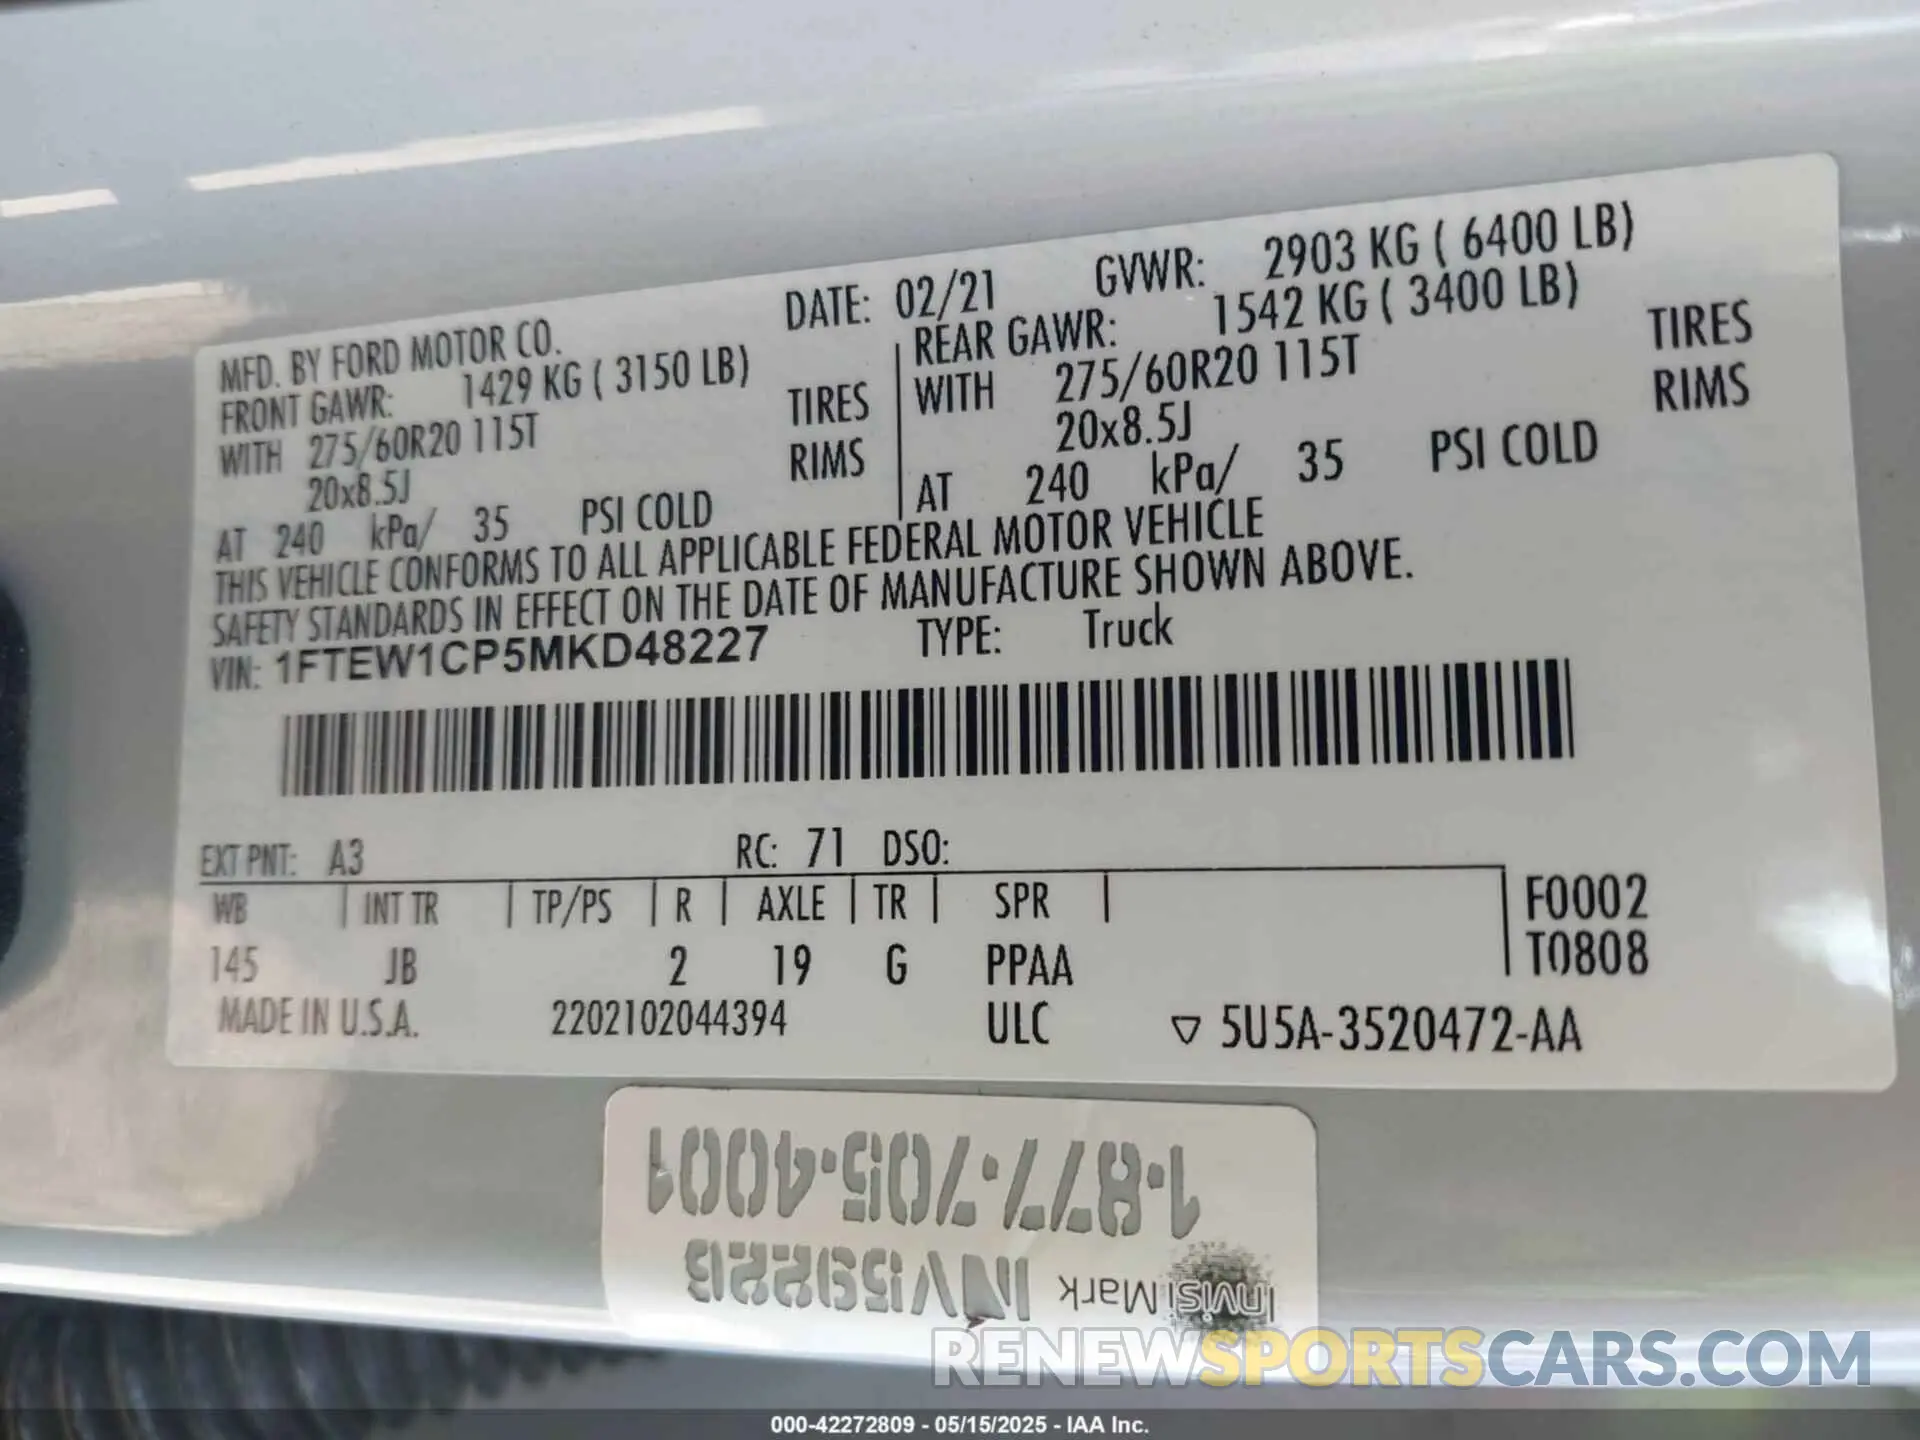 MFD. BY FORD MOTOR CO. DATE: 02/21 GVWR: 2903 KG ( 6400 LB)
FRONT GAWR: 1429 KG ( 3150 LB) REAR GAWR: 1542 KG ( 3400 LB)
WITH 275/60R20 115T TIRES WITH 275/60R20 115T TIRES
20x8.5J RIMS 20x8.5J RIMS
AT 240 kPa/ 35 PSI COLD AT 240 kPa/ 35 PSI COLD
THIS VEHICLE CONFORMS TO ALL APPLICABLE FEDERAL MOTOR VEHICLE
SAFETY STANDARDS IN EFFECT ON THE DATE OF MANUFACTURE SHOWN ABOVE.
VIN: 1FTEW1CP5MKD48227 TYPE: Truck
EXT PNT: A3 RC: 71 DSO:
WB INT TR TP/PS R AXLE TR SPR F0002
145 JB 2 19 G PPAA T0808
MADE IN U.S.A. 2202102044394 ULC 5U5A-3520472-AA
InvisiMark
1-877-705-4001
RENEWSPORTSCARS.COM
000-42272809 - 05/15/2025 - IAA Inc.